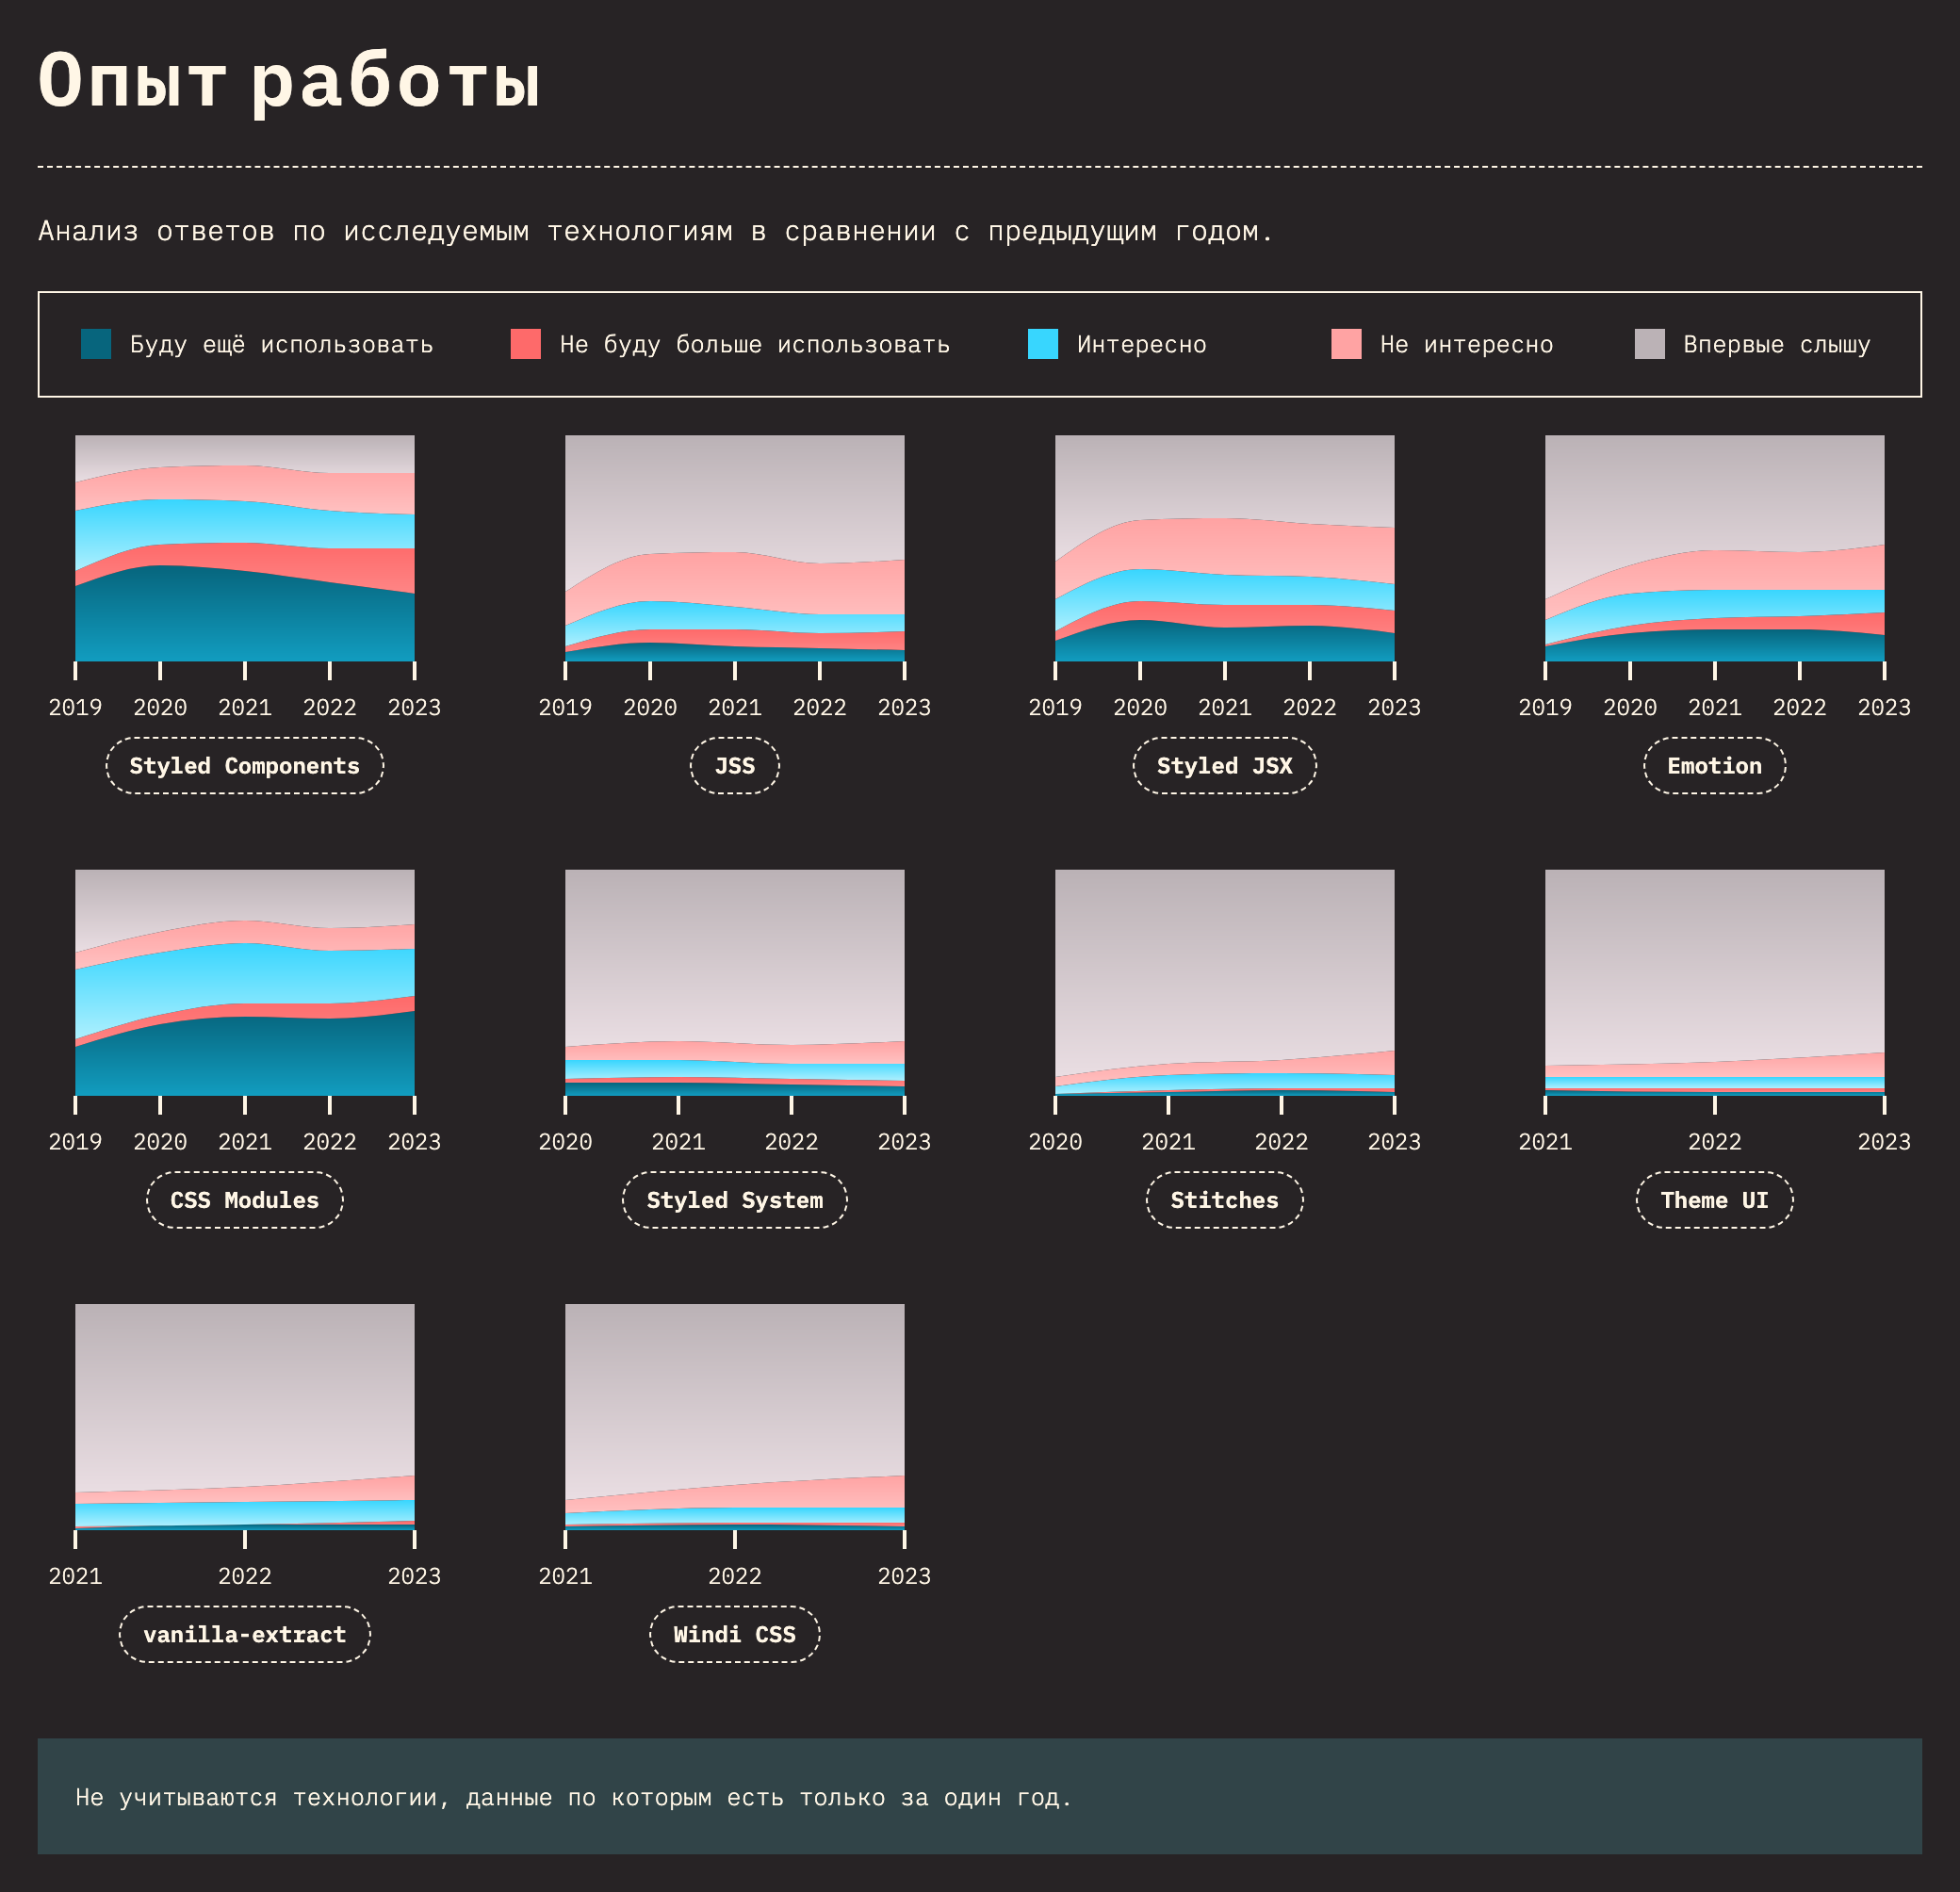 Опыт работы
Анализ ответов по исследуемым технологиям в сравнении с предыдущим годом.
Буду ещё использовать Не буду больше использовать Интересно Не интересно Впервые слышу
2019 2020 2021 2022 2023 2019 2020 2021 2022 2023 2019 2020 2021 2022 2023 2019 2020 2021 2022 2023
Styled Components JSS Styled JSX Emotion
2019 2020 2021 2022 2023 2020 2021 2022 2023 2020 2021 2022 2023 2021 2022 2023
CSS Modules Styled System Stitches Theme UI
2021 2022 2023 2021 2022 2023
vanilla-extract Windi CSS
Не учитываются технологии, данные по которым есть только за один год.